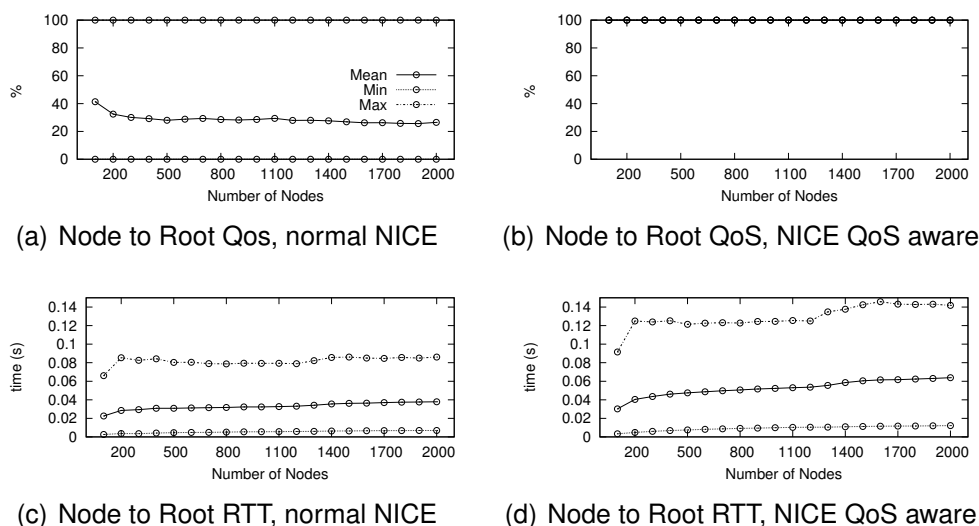 100
80
60
40
20
0
%
Mean
Min
Max
200 500 800 1100 1400 1700 2000
Number of Nodes
(a) Node to Root Qos, normal NICE
100
80
60
40
20
0
%
200 500 800 1100 1400 1700 2000
Number of Nodes
(b) Node to Root QoS, NICE QoS aware
0.14
0.12
0.1
0.08
0.06
0.04
0.02
0
time (s)
200 500 800 1100 1400 1700 2000
Number of Nodes
(c) Node to Root RTT, normal NICE
0.14
0.12
0.1
0.08
0.06
0.04
0.02
0
time (s)
200 500 800 1100 1400 1700 2000
Number of Nodes
(d) Node to Root RTT, NICE QoS aware